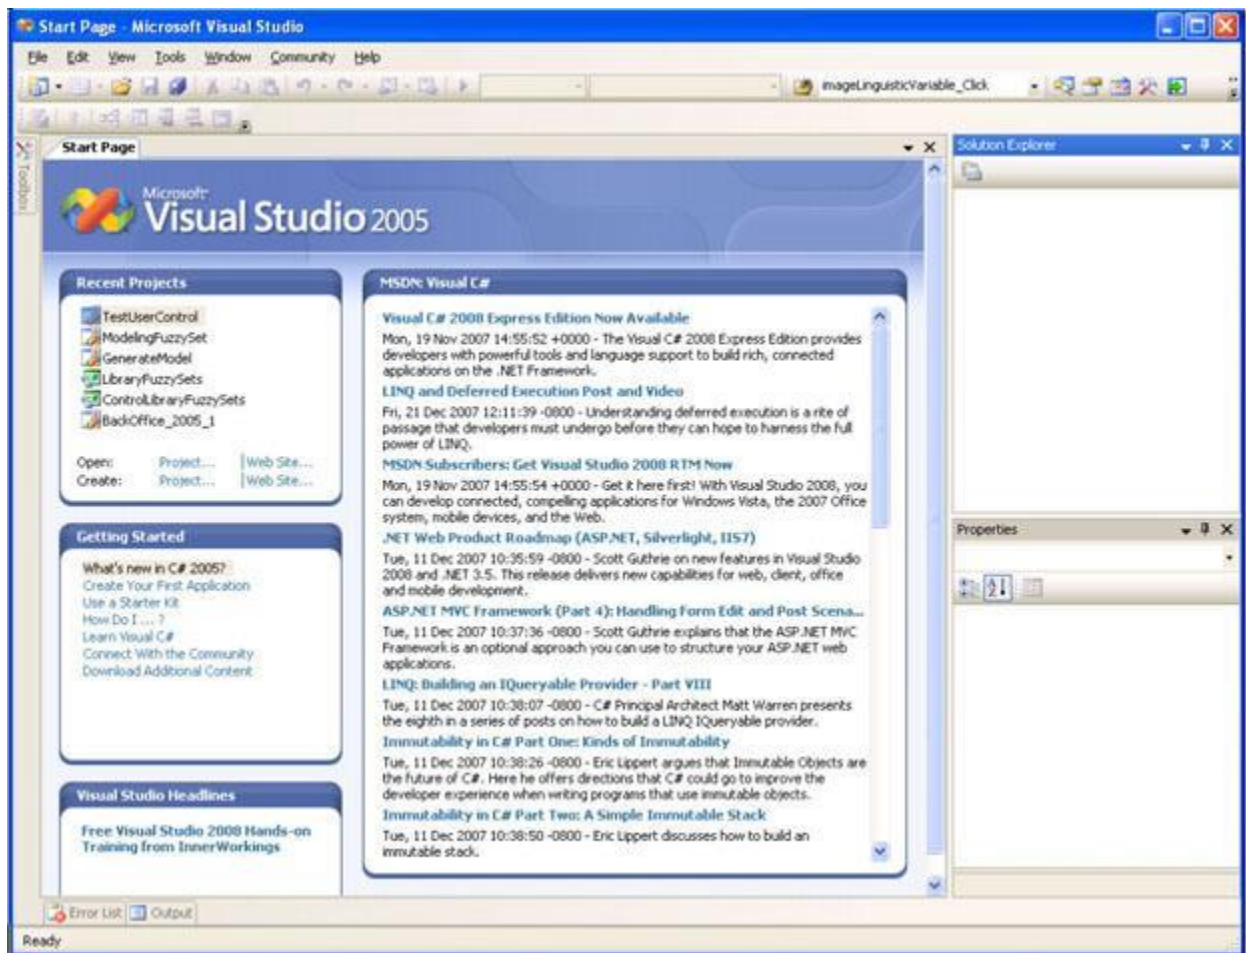 Start Page - Microsoft Visual Studio
File Edit View Tools Window Community Help
imageLinguisticVariable_Click
Toolbox
Start Page
Microsoft
Visual Studio 2005
Recent Projects
TestUserControl
ModelingFuzzySet
GenerateModel
LibraryFuzzySets
ControlLibraryFuzzySets
BackOffice_2005_1
Open: Project... Web Site...
Create: Project... Web Site...
Getting Started
What's new in C# 2005?
Create Your First Application
Use a Starter Kit
How Do I ... ?
Learn Visual C#
Connect With the Community
Download Additional Content
Visual Studio Headlines
Free Visual Studio 2008 Hands-on
Training from InnerWorkings
MSDN: Visual C#
Visual C# 2008 Express Edition Now Available
Mon, 19 Nov 2007 14:55:52 +0000 - The Visual C# 2008 Express Edition provides
developers with powerful tools and language support to build rich, connected
applications on the .NET Framework.
LINQ and Deferred Execution Post and Video
Fri, 21 Dec 2007 12:11:39 -0800 - Understanding deferred execution is a rite of
passage that developers must undergo before they can hope to harness the full
power of LINQ.
MSDN Subscribers: Get Visual Studio 2008 RTM Now
Mon, 19 Nov 2007 14:55:54 +0000 - Get it here first! With Visual Studio 2008, you
can develop connected, compelling applications for Windows Vista, the 2007 Office
system, mobile devices, and the Web.
.NET Web Product Roadmap (ASP.NET, Silverlight, IIS7)
Tue, 11 Dec 2007 10:35:59 -0800 - Scott Guthrie on new features in Visual Studio
2008 and .NET 3.5. This release delivers new capabilities for web, client, office
and mobile development.
ASP.NET MVC Framework (Part 4): Handling Form Edit and Post Scena...
Tue, 11 Dec 2007 10:37:36 -0800 - Scott Guthrie explains that the ASP.NET MVC
Framework is an optional approach you can use to structure your ASP.NET web
applications.
LINQ: Building an IQueryable Provider - Part VIII
Tue, 11 Dec 2007 10:38:07 -0800 - C# Principal Architect Matt Warren presents
the eighth in a series of posts on how to build a LINQ IQueryable provider.
Immutability in C# Part One: Kinds of Immutability
Tue, 11 Dec 2007 10:38:26 -0800 - Eric Lippert argues that Immutable Objects are
the future of C#. Here he offers directions that C# could go to improve the
developer experience when writing programs that use immutable objects.
Immutability in C# Part Two: A Simple Immutable Stack
Tue, 11 Dec 2007 10:38:50 -0800 - Eric Lippert discusses how to build an
immutable stack.
Solution Explorer
Properties
Error List Output
Ready